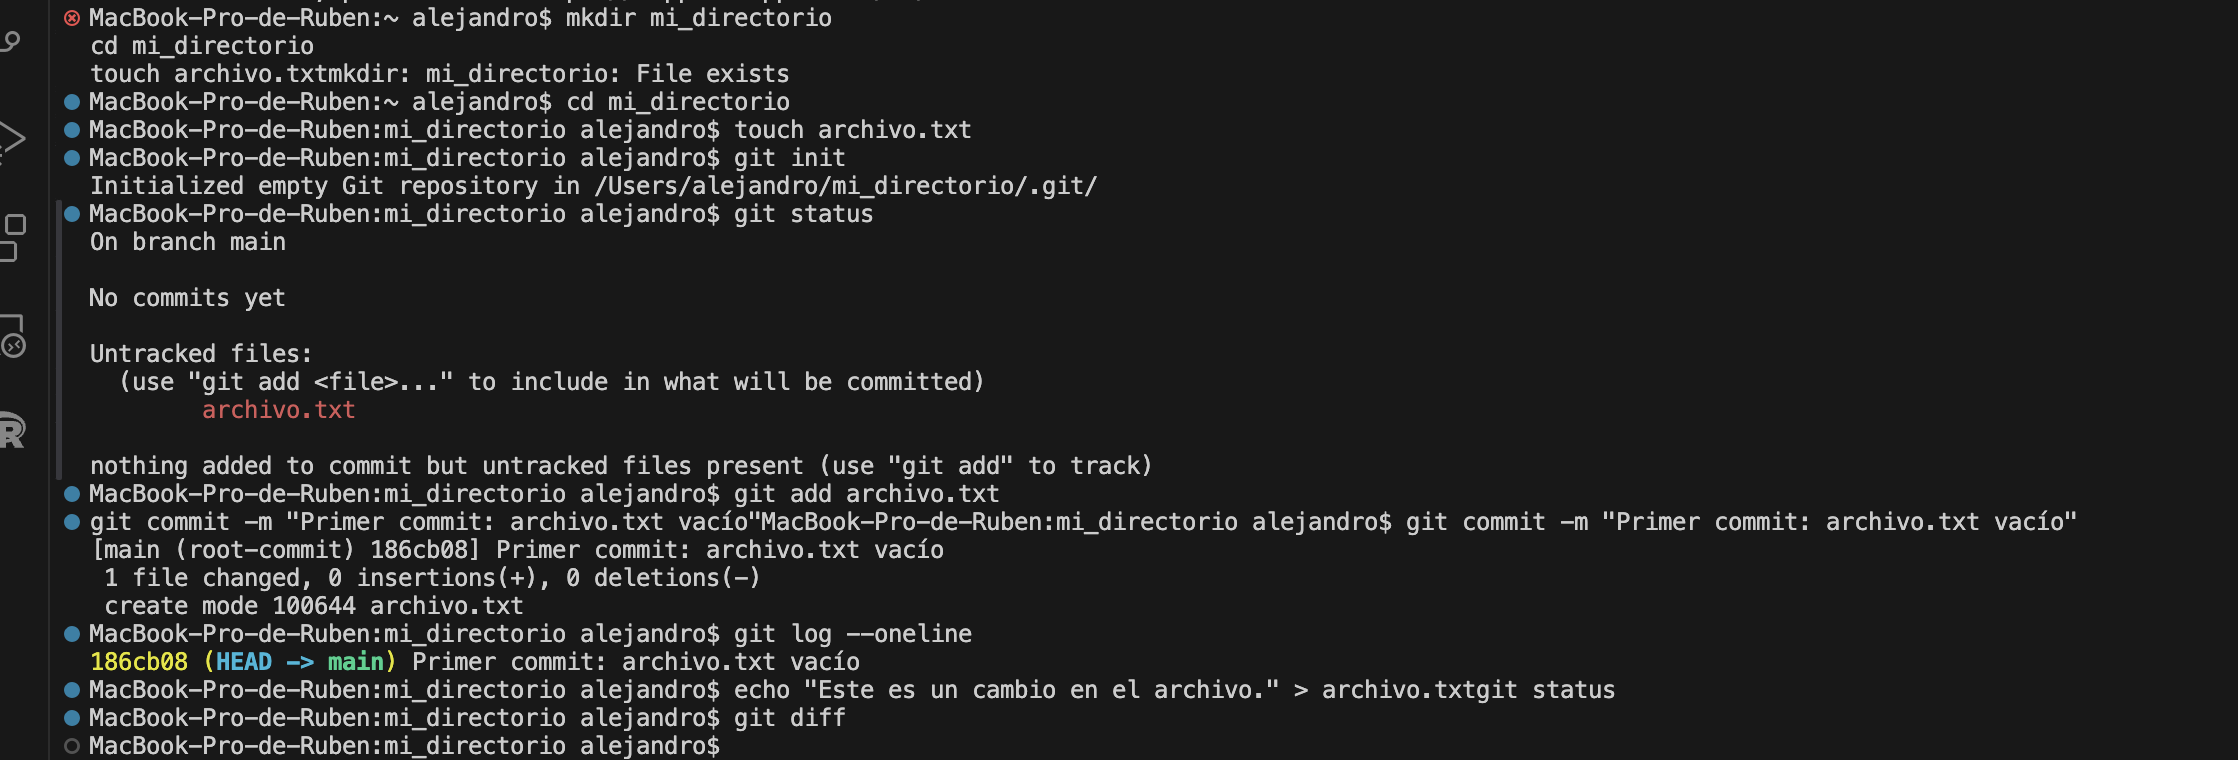 MacBook-Pro-de-Ruben:~ alejandro$ mkdir mi_directorio
cd mi_directorio
touch archivo.txtmkdir: mi_directorio: File exists
MacBook-Pro-de-Ruben:~ alejandro$ cd mi_directorio
MacBook-Pro-de-Ruben:mi_directorio alejandro$ touch archivo.txt
MacBook-Pro-de-Ruben:mi_directorio alejandro$ git init
Initialized empty Git repository in /Users/alejandro/mi_directorio/.git/
MacBook-Pro-de-Ruben:mi_directorio alejandro$ git status
On branch main
No commits yet
Untracked files:
(use "git add <file>..." to include in what will be committed)
archivo.txt
nothing added to commit but untracked files present (use "git add" to track)
MacBook-Pro-de-Ruben:mi_directorio alejandro$ git add archivo.txt
git commit -m "Primer commit: archivo.txt vacío"MacBook-Pro-de-Ruben:mi_directorio alejandro$ git commit -m "Primer commit: archivo.txt vacío"
[main (root-commit) 186cb08] Primer commit: archivo.txt vacío
1 file changed, 0 insertions(+), 0 deletions(-)
create mode 100644 archivo.txt
MacBook-Pro-de-Ruben:mi_directorio alejandro$ git log --oneline
186cb08 (HEAD -> main) Primer commit: archivo.txt vacío
MacBook-Pro-de-Ruben:mi_directorio alejandro$ echo "Este es un cambio en el archivo." > archivo.txtgit status
MacBook-Pro-de-Ruben:mi_directorio alejandro$ git diff
MacBook-Pro-de-Ruben:mi_directorio alejandro$
R